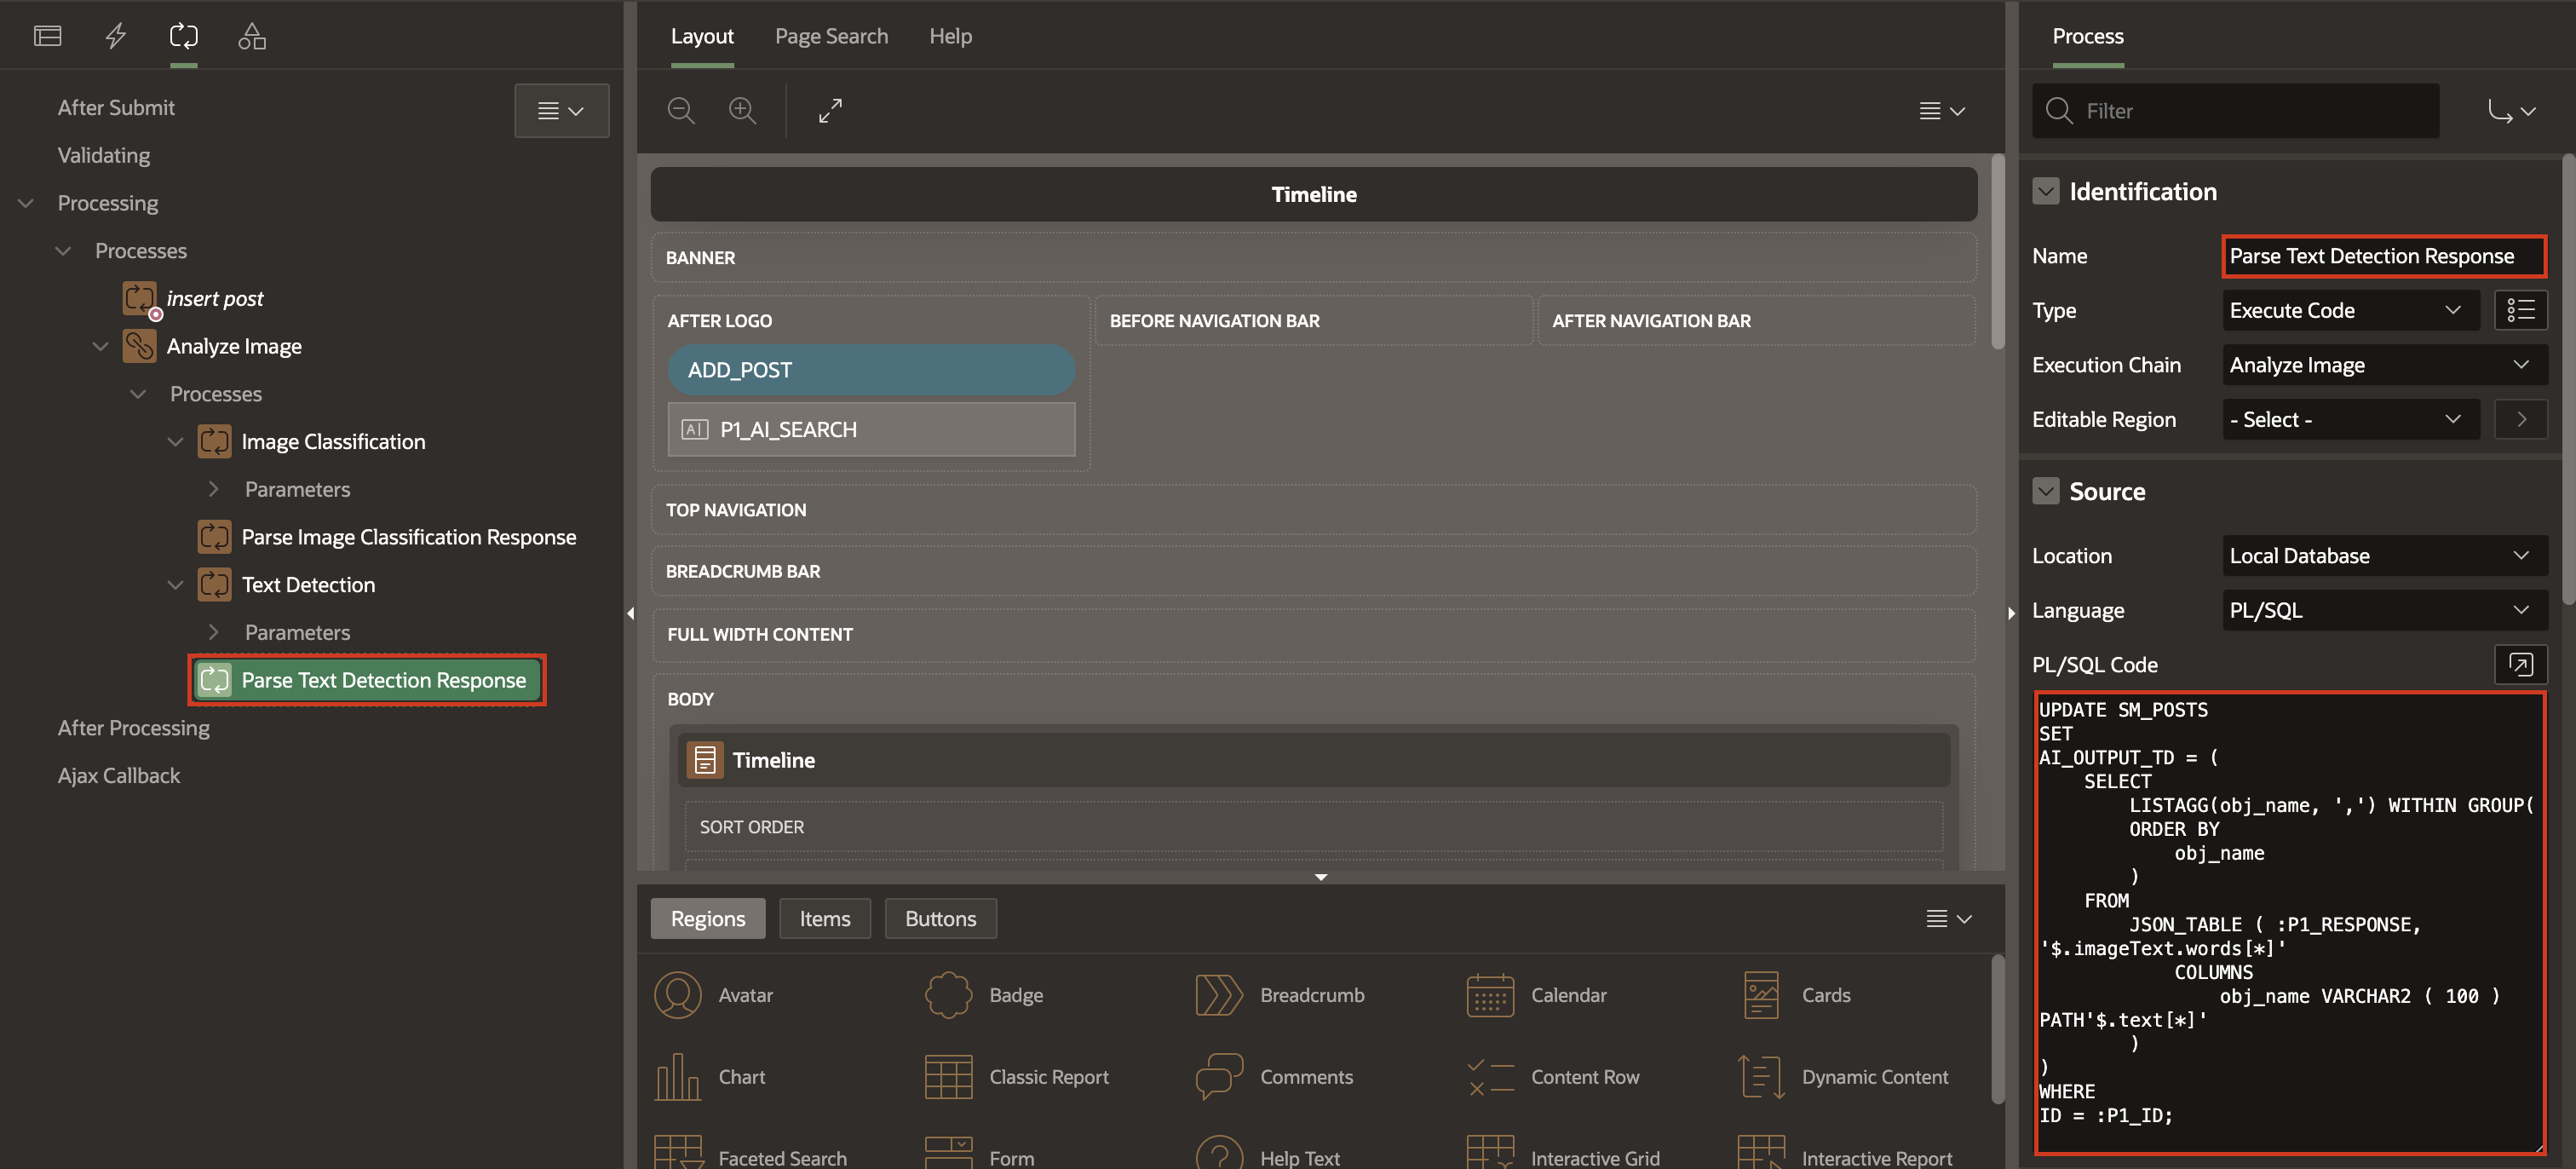 After Submit
Validating
Processing
Processes
insert post
Analyze Image
Processes
Image Classification
Parameters
Parse Image Classification Response
Text Detection
Parameters
Parse Text Detection Response
After Processing
Ajax Callback
Layout
Page Search
Help
Timeline
BANNER
AFTER LOGO
BEFORE NAVIGATION BAR
AFTER NAVIGATION BAR
ADD_POST
P1_AI_SEARCH
TOP NAVIGATION
BREADCRUMB BAR
FULL WIDTH CONTENT
BODY
Timeline
SORT ORDER
Regions
Items
Buttons
Avatar
Badge
Breadcrumb
Calendar
Cards
Chart
Classic Report
Comments
Content Row
Dynamic Content
Faceted Search
Form
Help Text
Interactive Grid
Interactive Report
Process
Filter
Identification
Name
Parse Text Detection Response
Type
Execute Code
Execution Chain
Analyze Image
Editable Region
- Select -
Source
Location
Local Database
Language
PL/SQL
PL/SQL Code
UPDATE SM_POSTS
SET
AI_OUTPUT_TD = (
SELECT
LISTAGG(obj_name, ',') WITHIN GROUP(
ORDER BY
obj_name
)
FROM
JSON_TABLE ( :P1_RESPONSE,
'$.imageText.words[*]'
COLUMNS
obj_name VARCHAR2 ( 100 )
PATH'$.text[*]'
)
)
WHERE
ID = :P1_ID;